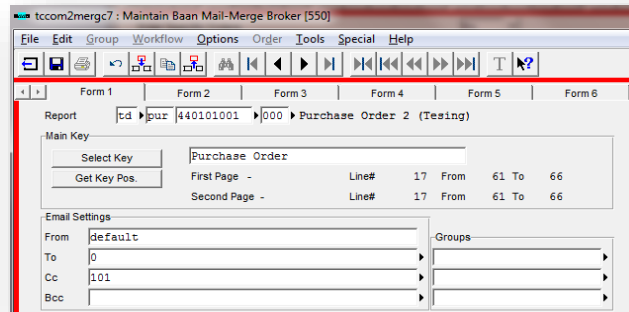 tccom2mergc7 : Maintain Baan Mail-Merge Broker [550]
File Edit Group Workflow Options Order Tools Special Help
T ?
Form 1 Form 2 Form 3 Form 4 Form 5 Form 6
Report td pur 440101001 000 Purchase Order 2 (Tesing)
Main Key
Select Key Purchase Order
Get Key Pos. First Page - Line# 17 From 61 To 66
Second Page - Line# 17 From 61 To 66
Email Settings
From default Groups
To 0
Cc 101
Bcc